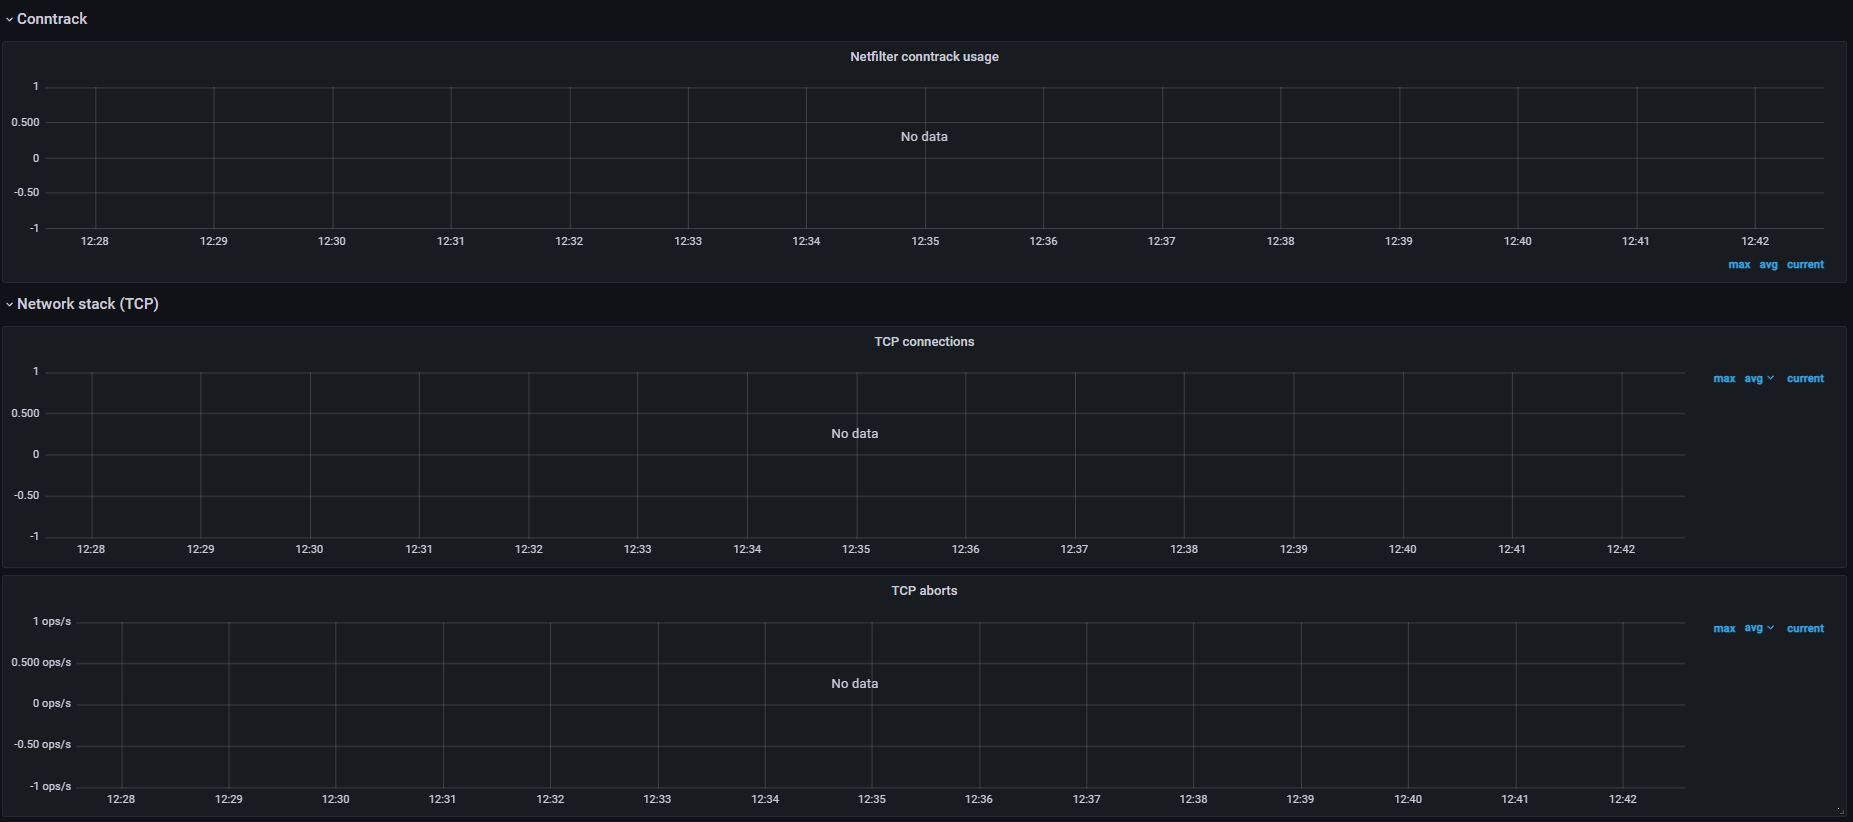 Conntrack
Netfilter conntrack usage
1
0.500
No data
0
-0.50
-1
12:28 12:29 12:30 12:31 12:32 12:33 12:34 12:35 12:36 12:37 12:38 12:39 12:40 12:41 12:42
max avg current
Network stack (TCP)
TCP connections
1
max avg current
0.500
No data
0
-0.50
-1
12:28 12:29 12:30 12:31 12:32 12:33 12:34 12:35 12:36 12:37 12:38 12:39 12:40 12:41 12:42
TCP aborts
1 ops/s
max avg current
0.500 ops/s
No data
0 ops/s
-0.50 ops/s
-1 ops/s
12:28 12:29 12:30 12:31 12:32 12:33 12:34 12:35 12:36 12:37 12:38 12:39 12:40 12:41 12:42